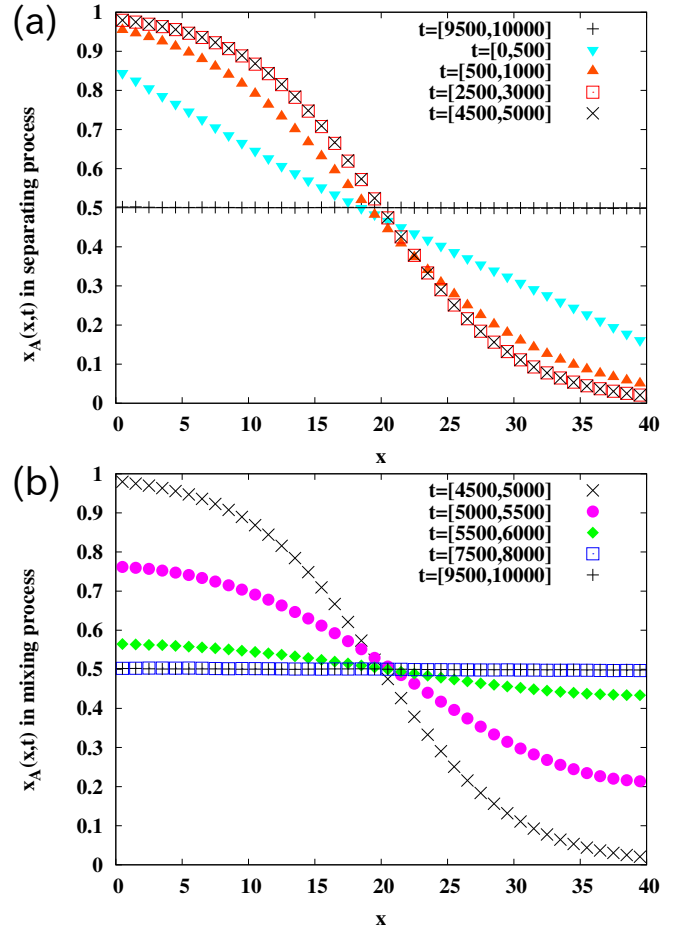 (a)
x_A(x,t) in separating process
1
0.9
0.8
0.7
0.6
0.5
0.4
0.3
0.2
0.1
0
t=[9500,10000]
t=[0,500]
t=[500,1000]
t=[2500,3000]
t=[4500,5000]
0 5 10 15 20 25 30 35 40
x
(b)
x_A(x,t) in mixing process
1
0.9
0.8
0.7
0.6
0.5
0.4
0.3
0.2
0.1
0
t=[4500,5000]
t=[5000,5500]
t=[5500,6000]
t=[7500,8000]
t=[9500,10000]
0 5 10 15 20 25 30 35 40
x